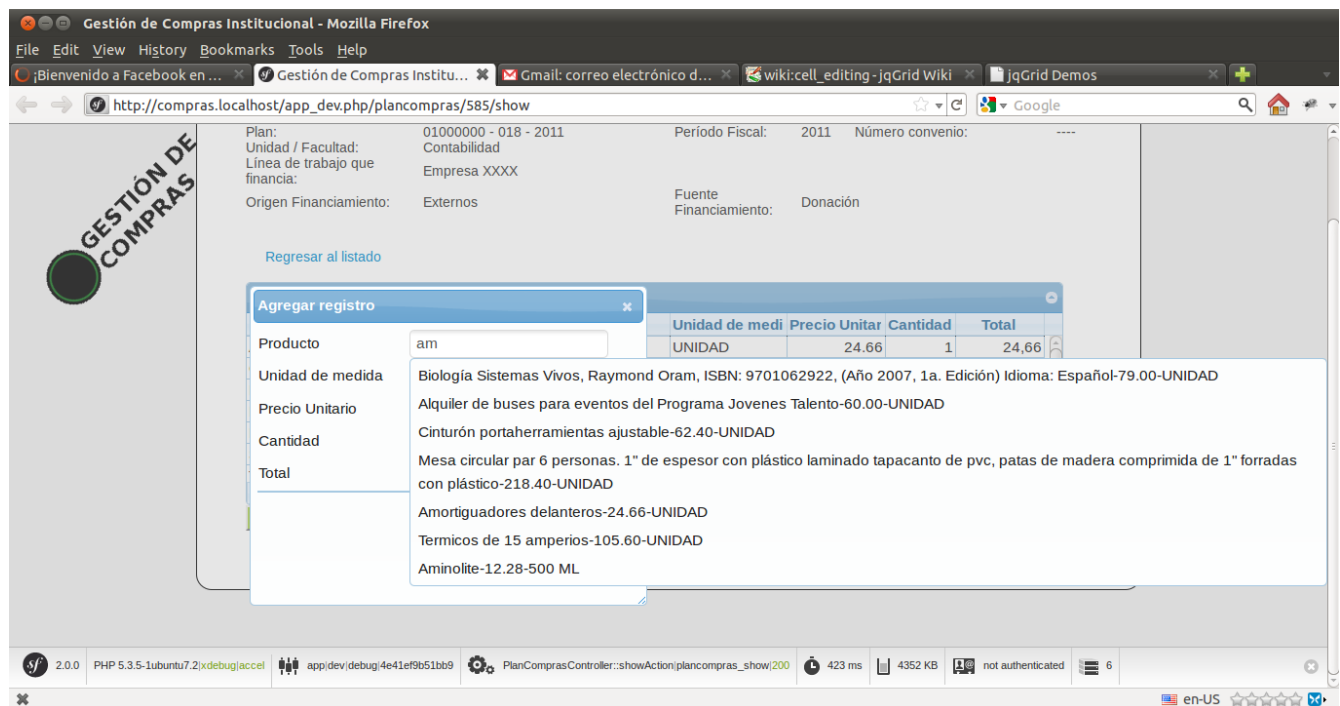 Gestión de Compras Institucional - Mozilla Firefox
File Edit View History Bookmarks Tools Help
¡Bienvenido a Facebook en ... Gestión de Compras Institu... Gmail: correo electrónico d... wiki:cell_editing - jqGrid Wiki jqGrid Demos
http://compras.localhost/app_dev.php/plancompras/585/show Google
GESTIÓN DE
COMPRAS
Plan: 01000000 - 018 - 2011 Período Fiscal: 2011 Número convenio: ----
Unidad / Facultad: Contabilidad
Línea de trabajo que
financia: Empresa XXXX
Origen Financiamiento: Externos Fuente
Financiamiento: Donación
Regresar al listado
Agregar registro
Unidad de medi Precio Unitar Cantidad Total
Producto am UNIDAD 24.66 1 24,66
Unidad de medida
Precio Unitario
Cantidad
Total
Biología Sistemas Vivos, Raymond Oram, ISBN: 9701062922, (Año 2007, 1a. Edición) Idioma: Español-79.00-UNIDAD
Alquiler de buses para eventos del Programa Jovenes Talento-60.00-UNIDAD
Cinturón portaherramientas ajustable-62.40-UNIDAD
Mesa circular par 6 personas. 1" de espesor con plástico laminado tapacanto de pvc, patas de madera comprimida de 1" forradas
con plástico-218.40-UNIDAD
Amortiguadores delanteros-24.66-UNIDAD
Termicos de 15 amperios-105.60-UNIDAD
Aminolite-12.28-500 ML
sf 2.0.0 PHP 5.3.5-1ubuntu7.2|xdebug|accel app|dev|debug|4e41ef9b51bb9 PlanComprasController::showAction|plancompras_show|200 423 ms 4352 KB not authenticated 6
en-US